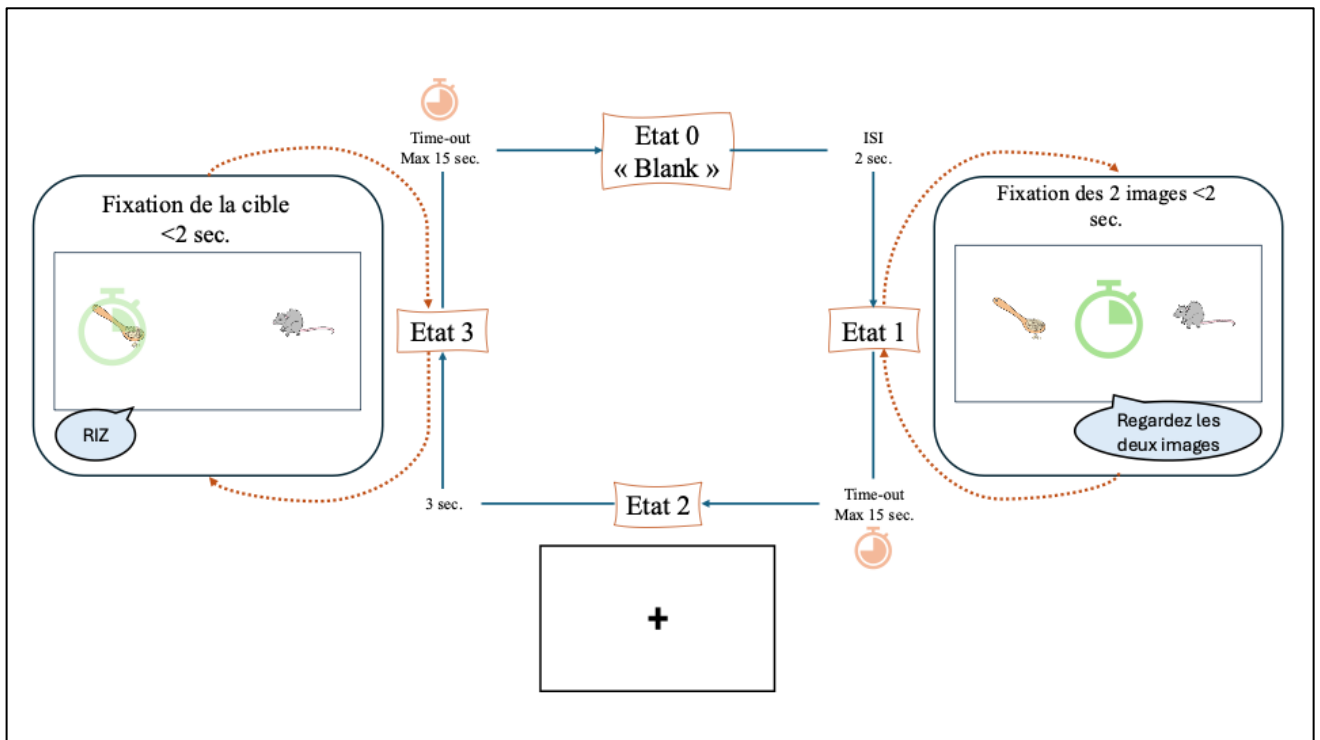 Time-out
Max 15 sec.
Etat 0
« Blank »
ISI
2 sec.
Fixation de la cible
<2 sec.
RIZ
Etat 3
Etat 1
Fixation des 2 images <2
sec.
Regardez les
deux images
3 sec.
Etat 2
Time-out
Max 15 sec.
+